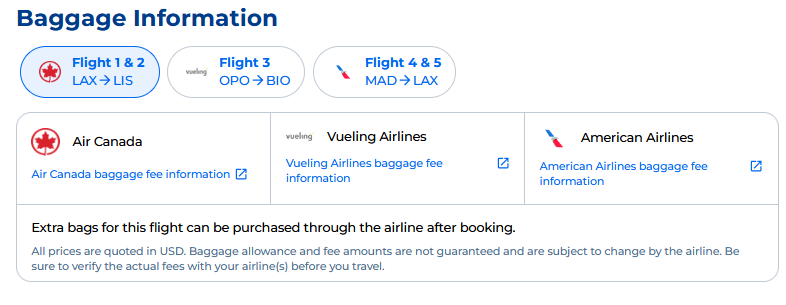 Baggage Information
Flight 1 & 2
LAX→LIS
vueling
Flight 3
OPO→BIO
Flight 4 & 5
MAD→LAX
Air Canada
Air Canada baggage fee information
vueling
Vueling Airlines
Vueling Airlines baggage fee
information
American Airlines
American Airlines baggage fee
information
Extra bags for this flight can be purchased through the airline after booking.
All prices are quoted in USD. Baggage allowance and fee amounts are not guaranteed and are subject to change by the airline. Be
sure to verify the actual fees with your airline(s) before you travel.